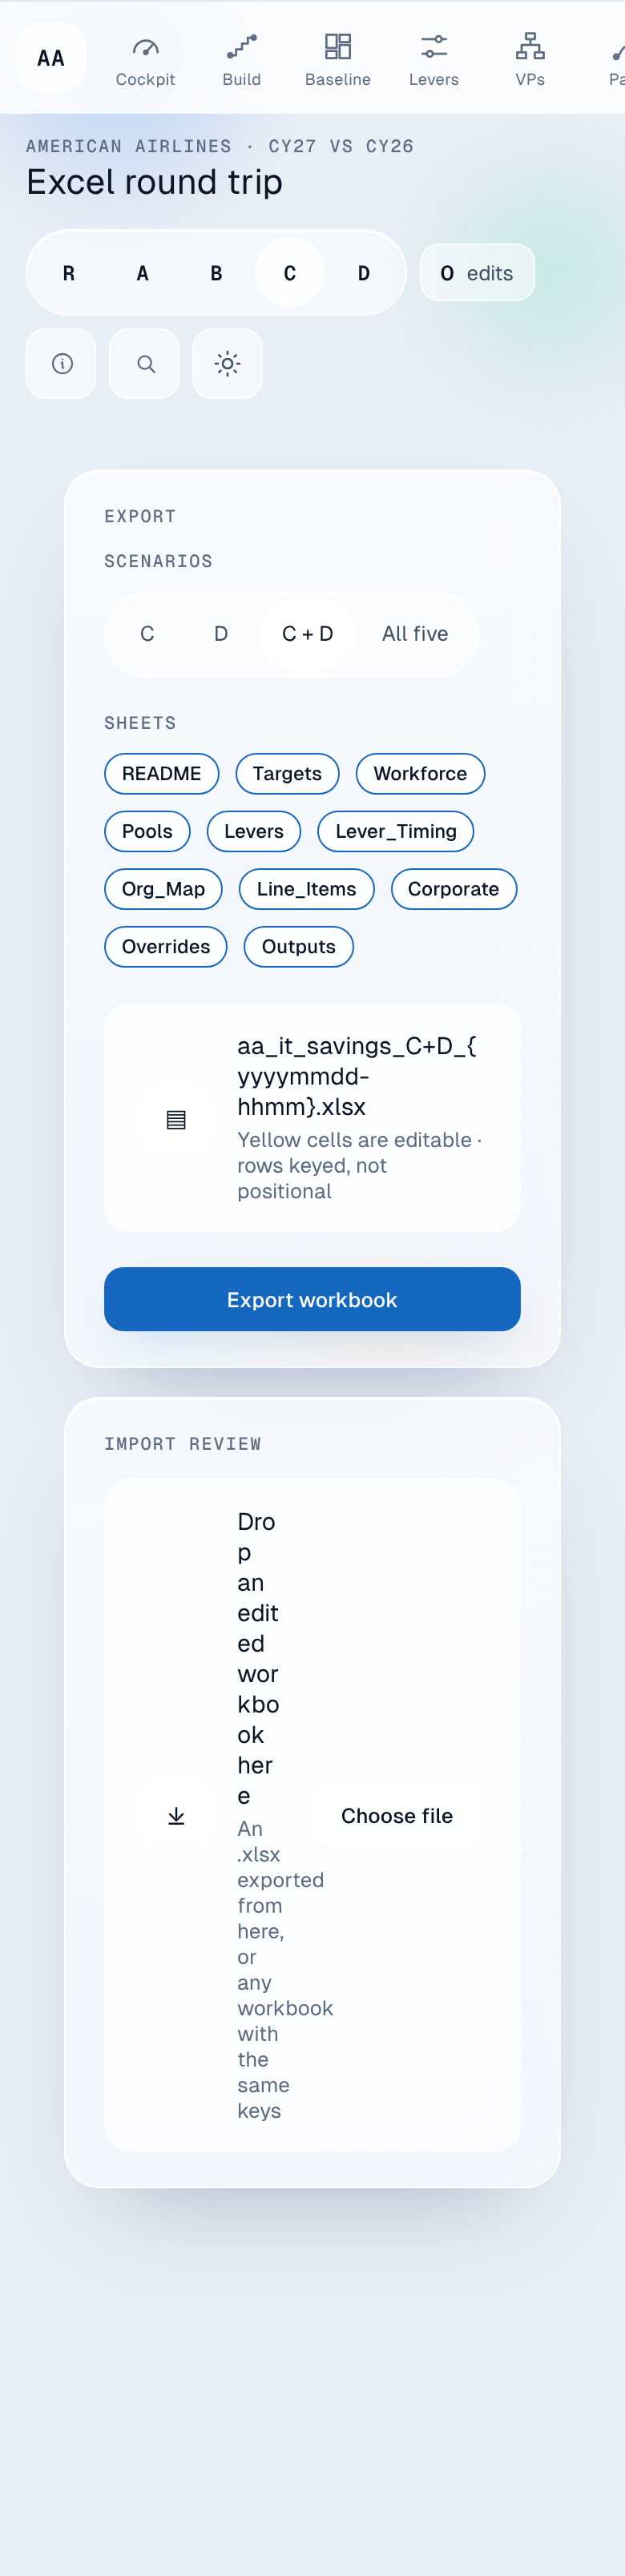 AA
Cockpit
Build
Baseline
Levers
VPs
Pa
AMERICAN AIRLINES · CY27 VS CY26
Excel round trip
R A B C D
0 edits
EXPORT
SCENARIOS
C D C + D All five
SHEETS
README Targets Workforce
Pools Levers Lever_Timing
Org_Map Line_Items Corporate
Overrides Outputs
aa_it_savings_C+D_{
yyyymmdd-
hhmm}.xlsx
Yellow cells are editable ·
rows keyed, not
positional
Export workbook
IMPORT REVIEW
Dro
p
an
edit
ed
wor
kbo
ok
her
e
An
.xlsx
exported
from
here,
or
any
workbook
with
the
same
keys
Choose file